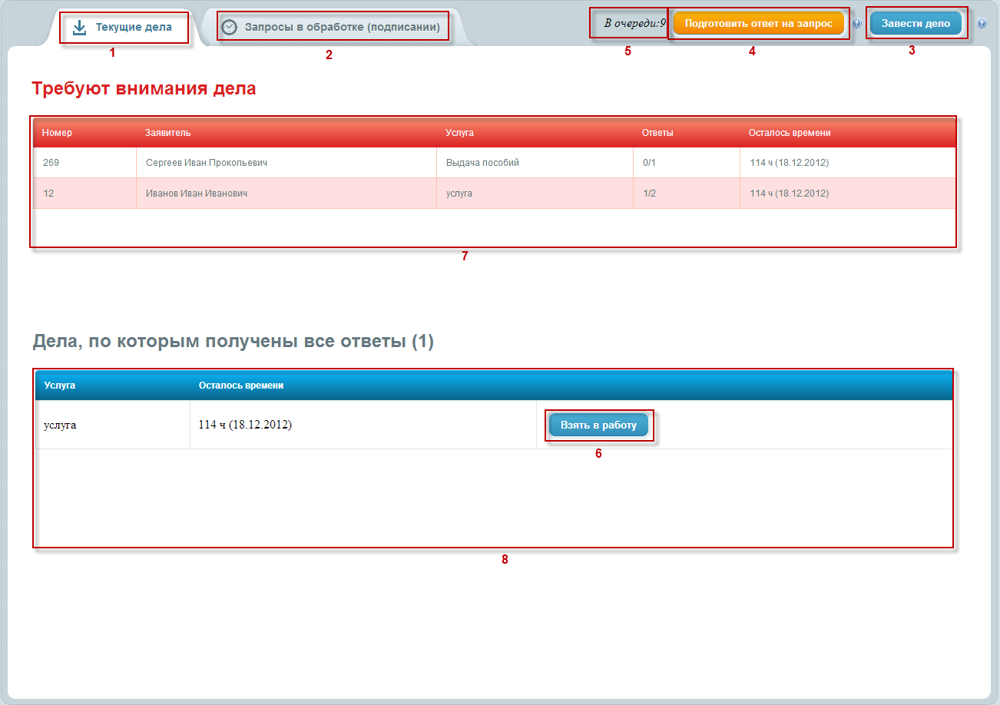 Текущие дела
Запросы в обработке (подписании)
В очереди:9
Подготовить ответ на запрос
?
Завести дело
?
1
2
5
4
3
Требуют внимания дела
Номер Заявитель Услуга Ответы Осталось времени
269 Сергеев Иван Прокопьевич Выдача пособий 0/1 114 ч (18.12.2012)
12 Иванов Иван Иванович услуга 1/2 114 ч (18.12.2012)
7
Дела, по которым получены все ответы (1)
Услуга Осталось времени
услуга 114 ч (18.12.2012) Взять в работу
6
8